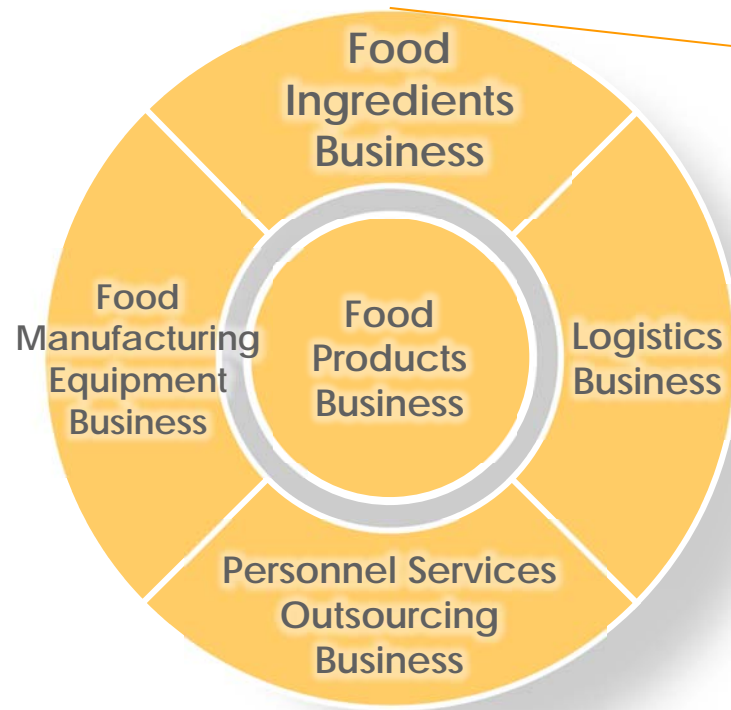 Food
Ingredients
Business
Food
Manufacturing
Equipment
Business
Food
Products
Business
Logistics
Business
Personnel Services
Outsourcing
Business